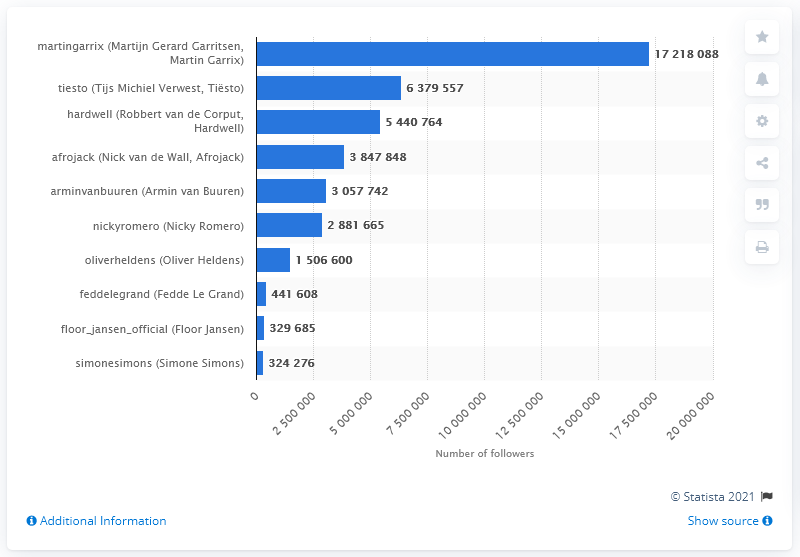 martingarrix (Martijn Gerard Garritsen,
Martin Garrix)
17 218 088
tiesto (Tijs Michiel Verwest, Tiësto)
6 379 557
hardwell (Robbert van de Corput,
Hardwell)
5 440 764
afrojack (Nick van de Wall, Afrojack)
3 847 848
arminvanbuuren (Armin van Buuren)
3 057 742
nickyromero (Nicky Romero)
2 881 665
oliverheldens (Oliver Heldens)
1 506 600
feddelegrand (Fedde Le Grand)
441 608
floor_jansen_official (Floor Jansen)
329 685
simonesimons (Simone Simons)
324 276
0
2 500 000
5 000 000
7 500 000
10 000 000
12 500 000
15 000 000
17 500 000
20 000 000
Number of followers
© Statista 2021
Additional Information
Show source